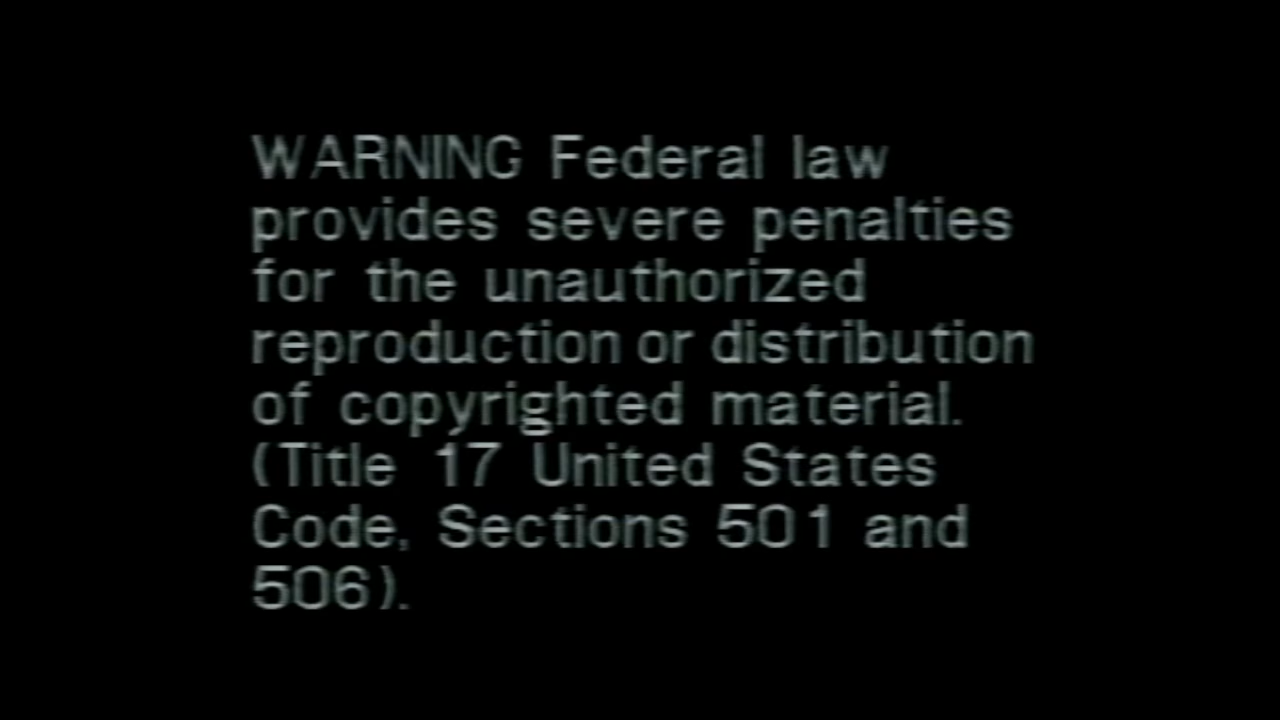 WARNING Federal law
provides severe penalties
for the unauthorized
reproduction or distribution
of copyrighted material.
(Title 17 United States
Code, Sections 501 and
506).